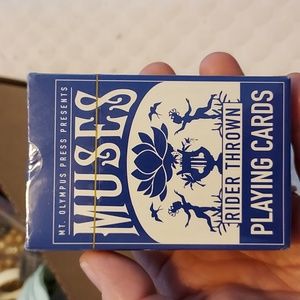 MT. OLYMPUS PRESS PRESENTS
MUSES
RIDER THROWN
PLAYING CARDS